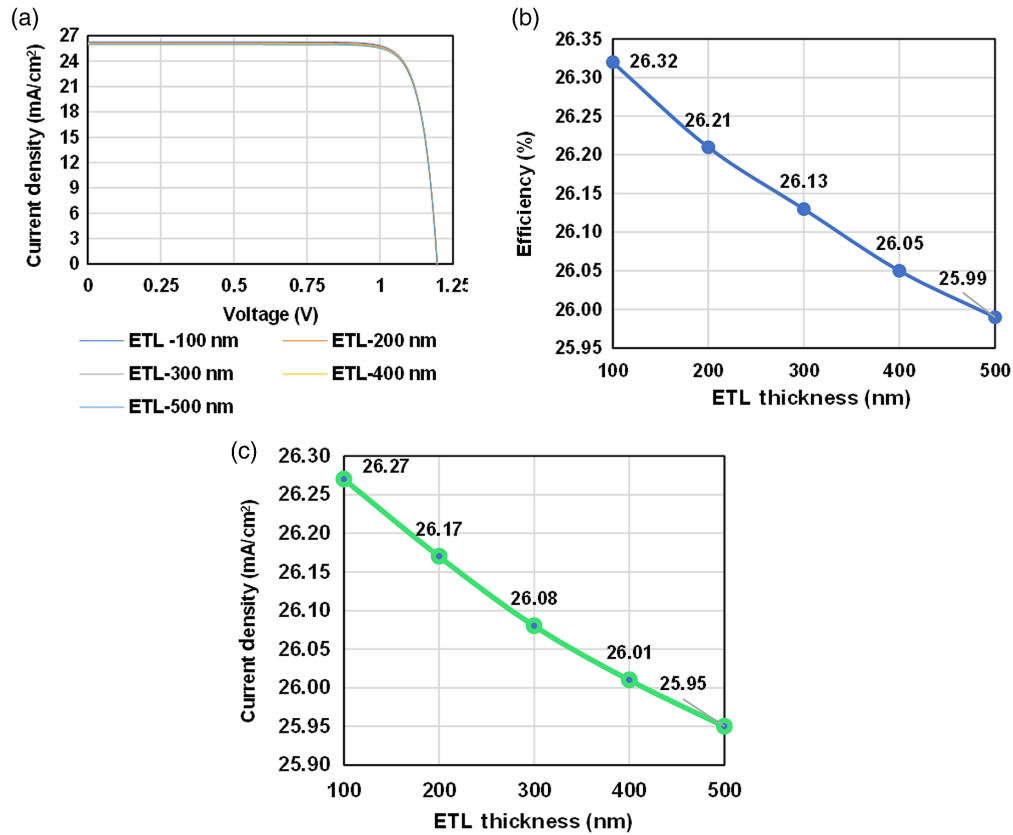 (a)
27
24
21
18
15
12
9
6
3
0
Current density (mA/cm²)
0 0.25 0.5 0.75 1 1.25
Voltage (V)
ETL -100 nm ETL-200 nm
ETL-300 nm ETL-400 nm
ETL-500 nm
(b)
26.35
26.30
26.25
26.20
26.15
26.10
26.05
26.00
25.95
Efficiency (%)
26.32
26.21
26.13
26.05
25.99
100 200 300 400 500
ETL thickness (nm)
(c)
26.30
26.25
26.20
26.15
26.10
26.05
26.00
25.95
25.90
Current density (mA/cm²)
26.27
26.17
26.08
26.01
25.95
100 200 300 400 500
ETL thickness (nm)